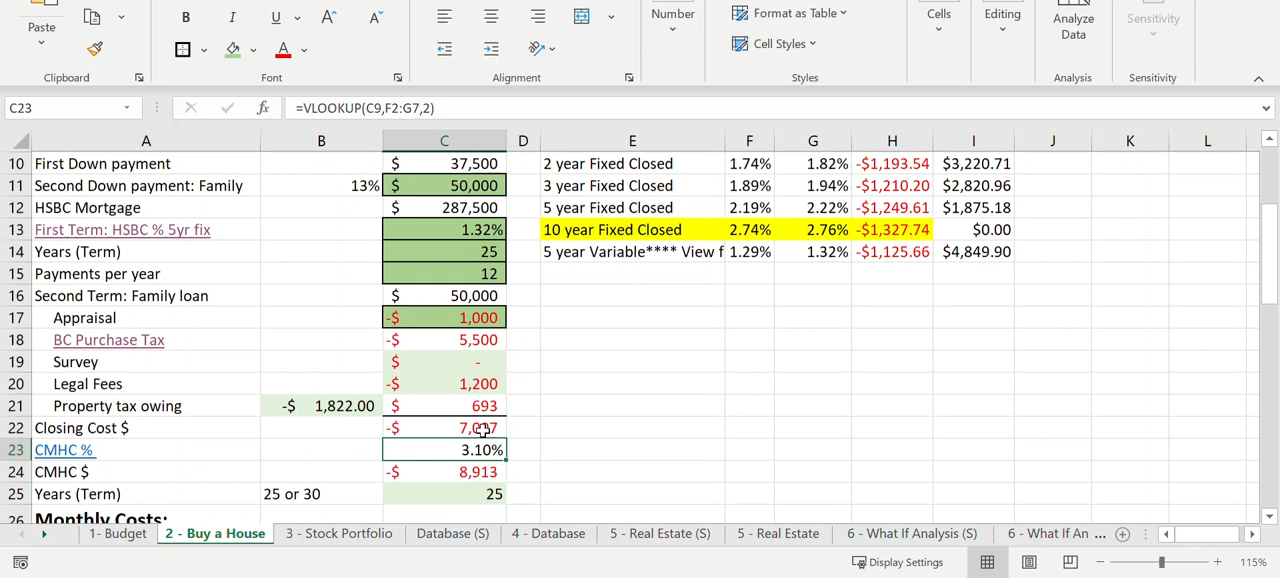 Paste
B I U A A
Number
Format as Table
Cell Styles
Cells
Editing
Analyze
Data
Sensitivity
Clipboard
Font
Alignment
Styles
Analysis
Sensitivity
C23
fx
=VLOOKUP(C9,F2:G7,2)
A B C D E F G H I J K L
10 First Down payment $ 37,500 2 year Fixed Closed 1.74% 1.82% -$1,193.54 $3,220.71
11 Second Down payment: Family 13% $ 50,000 3 year Fixed Closed 1.89% 1.94% -$1,210.20 $2,820.96
12 HSBC Mortgage $ 287,500 5 year Fixed Closed 2.19% 2.22% -$1,249.61 $1,875.18
13 First Term: HSBC % 5yr fix 1.32% 10 year Fixed Closed 2.74% 2.76% -$1,327.74 $0.00
14 Years (Term) 25 5 year Variable**** View f 1.29% 1.32% -$1,125.66 $4,849.90
15 Payments per year 12
16 Second Term: Family loan $ 50,000
17 Appraisal -$ 1,000
18 BC Purchase Tax -$ 5,500
19 Survey $ -
20 Legal Fees -$ 1,200
21 Property tax owing -$ 1,822.00 $ 693
22 Closing Cost $ -$
23 CMHC % 3.10%
24 CMHC $ -$ 8,913
25 Years (Term) 25 or 30 25
26 Monthly Costs:
1- Budget 2 - Buy a House 3 - Stock Portfolio Database (S) 4 - Database 5 - Real Estate (S) 5 - Real Estate 6 - What If Analysis (S) 6 - What If An ...
Display Settings
115%